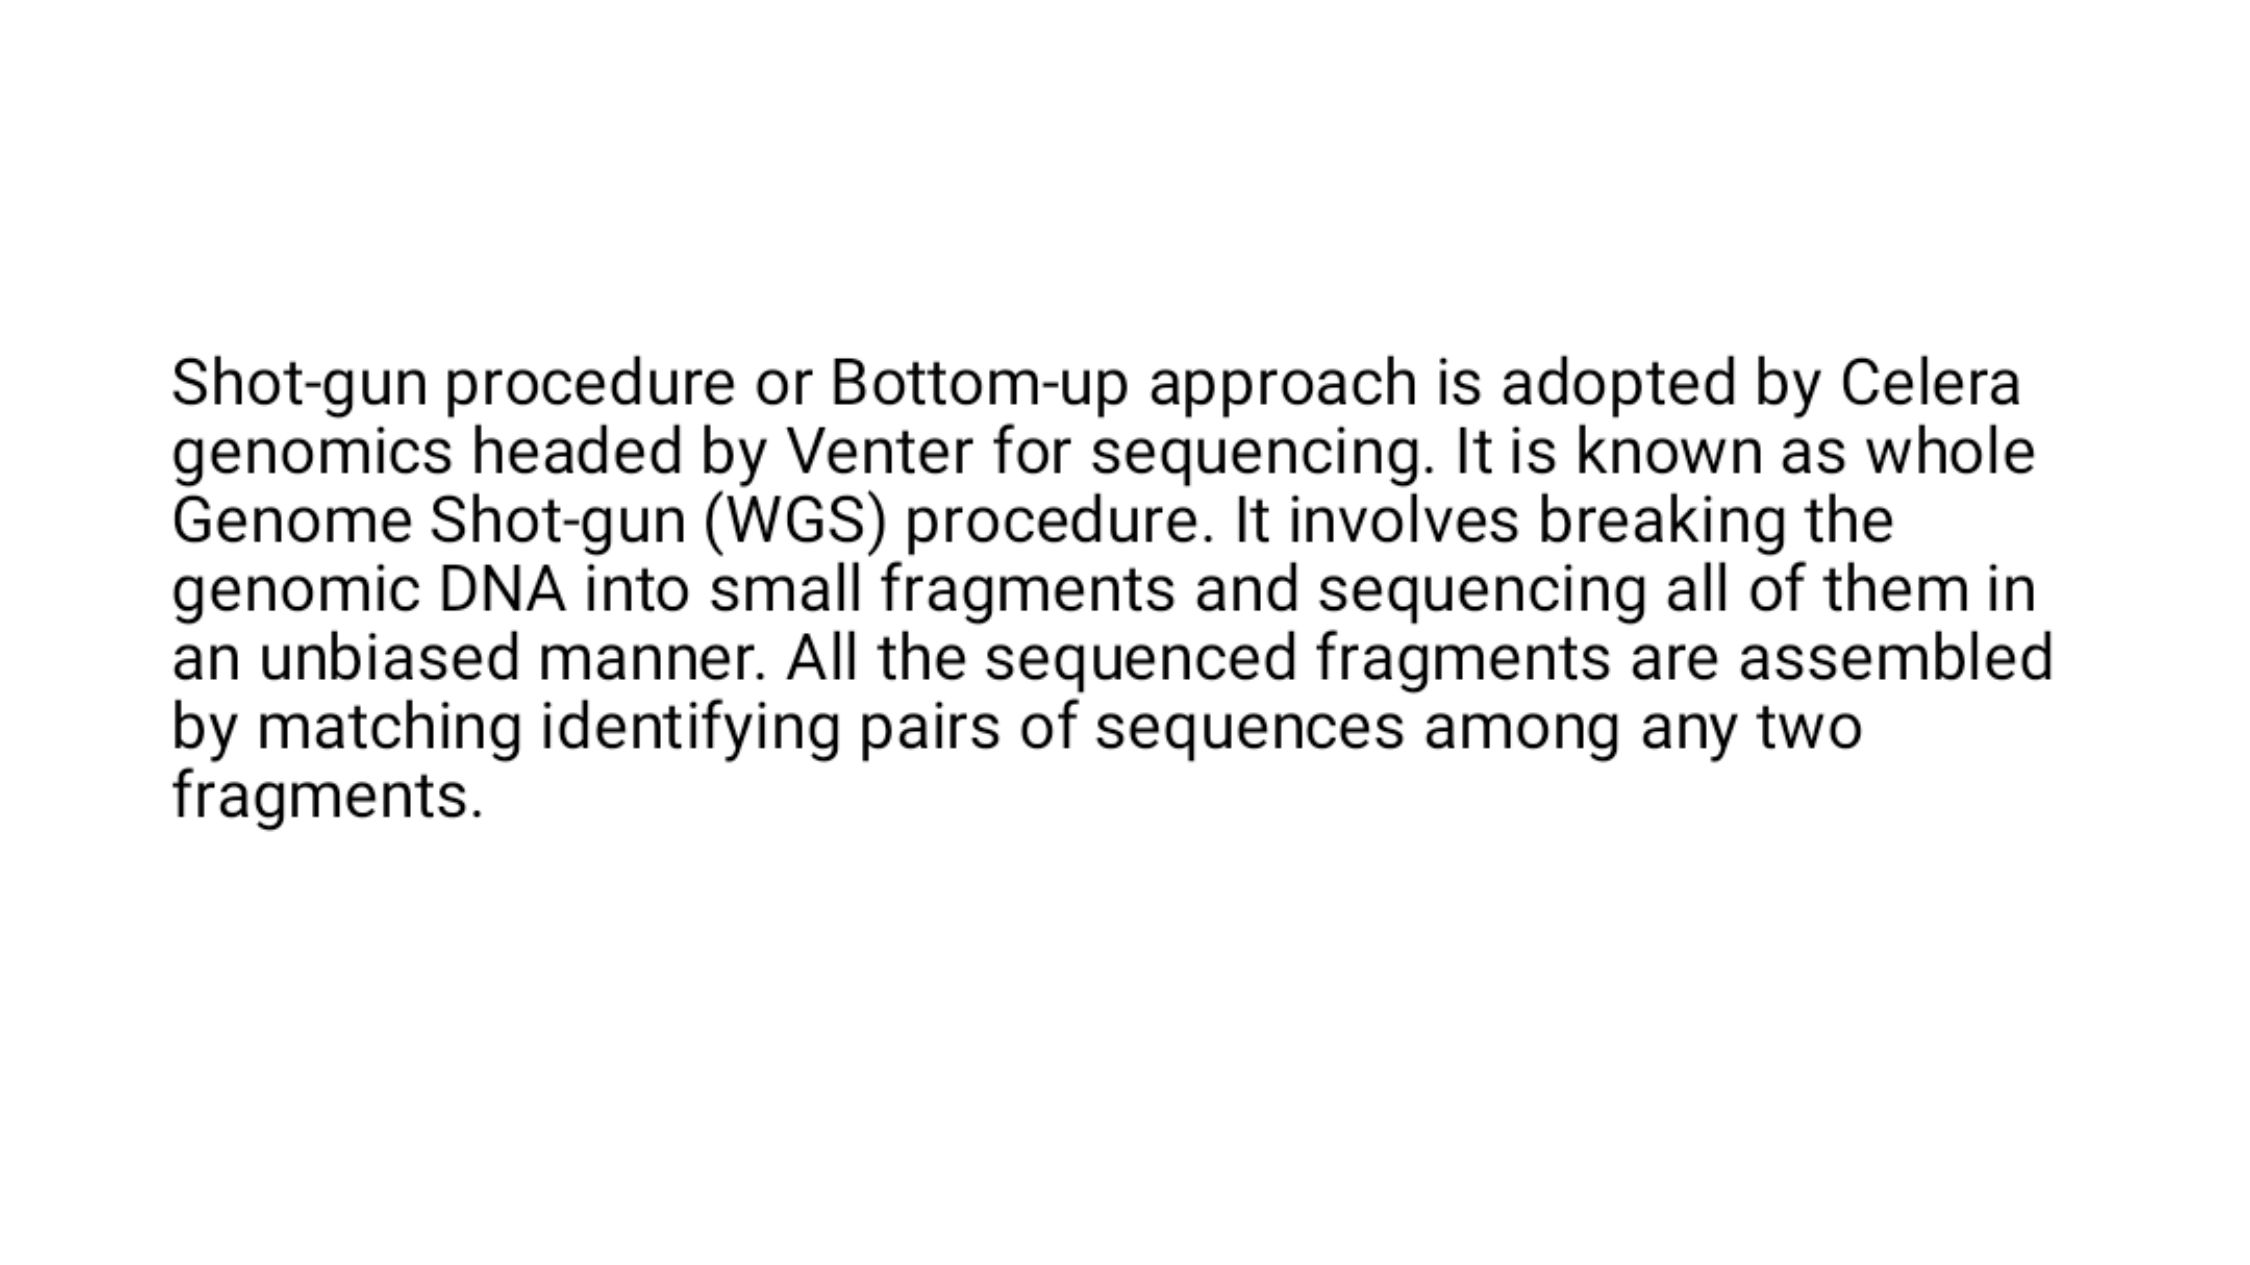 Shot-gun procedure or Bottom-up approach is adopted by Celera
genomics headed by Venter for sequencing. It is known as whole
Genome Shot-gun (WGS) procedure. It involves breaking the
genomic DNA into small fragments and sequencing all of them in
an unbiased manner. All the sequenced fragments are assembled
by matching identifying pairs of sequences among any two
fragments.